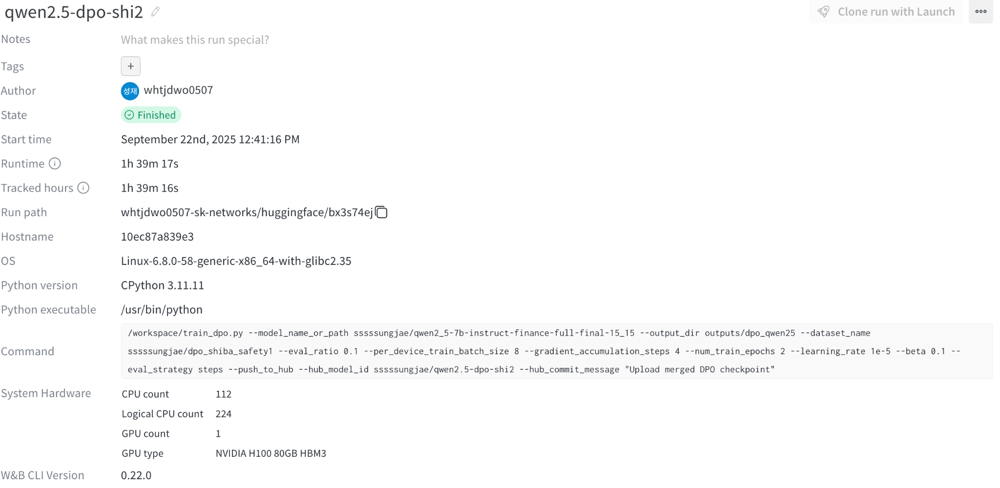 qwen2.5-dpo-shi2
Clone run with Launch
Notes What makes this run special?
Tags +
Author 성재 whtjdwo0507
State Finished
Start time September 22nd, 2025 12:41:16 PM
Runtime 1h 39m 17s
Tracked hours 1h 39m 16s
Run path whtjdwo0507-sk-networks/huggingface/bx3s74ej
Hostname 10ec87a839e3
OS Linux-6.8.0-58-generic-x86_64-with-glibc2.35
Python version CPython 3.11.11
Python executable /usr/bin/python
Command
/workspace/train_dpo.py --model_name_or_path sssssungjae/qwen2_5-7b-instruct-finance-full-final-15_15 --output_dir outputs/dpo_qwen25 --dataset_name
sssssungjae/dpo_shiba_safety1 --eval_ratio 0.1 --per_device_train_batch_size 8 --gradient_accumulation_steps 4 --num_train_epochs 2 --learning_rate 1e-5 --beta 0.1 --
eval_strategy steps --push_to_hub --hub_model_id sssssungjae/qwen2.5-dpo-shi2 --hub_commit_message "Upload merged DPO checkpoint"
System Hardware CPU count 112
Logical CPU count 224
GPU count 1
GPU type NVIDIA H100 80GB HBM3
W&B CLI Version 0.22.0